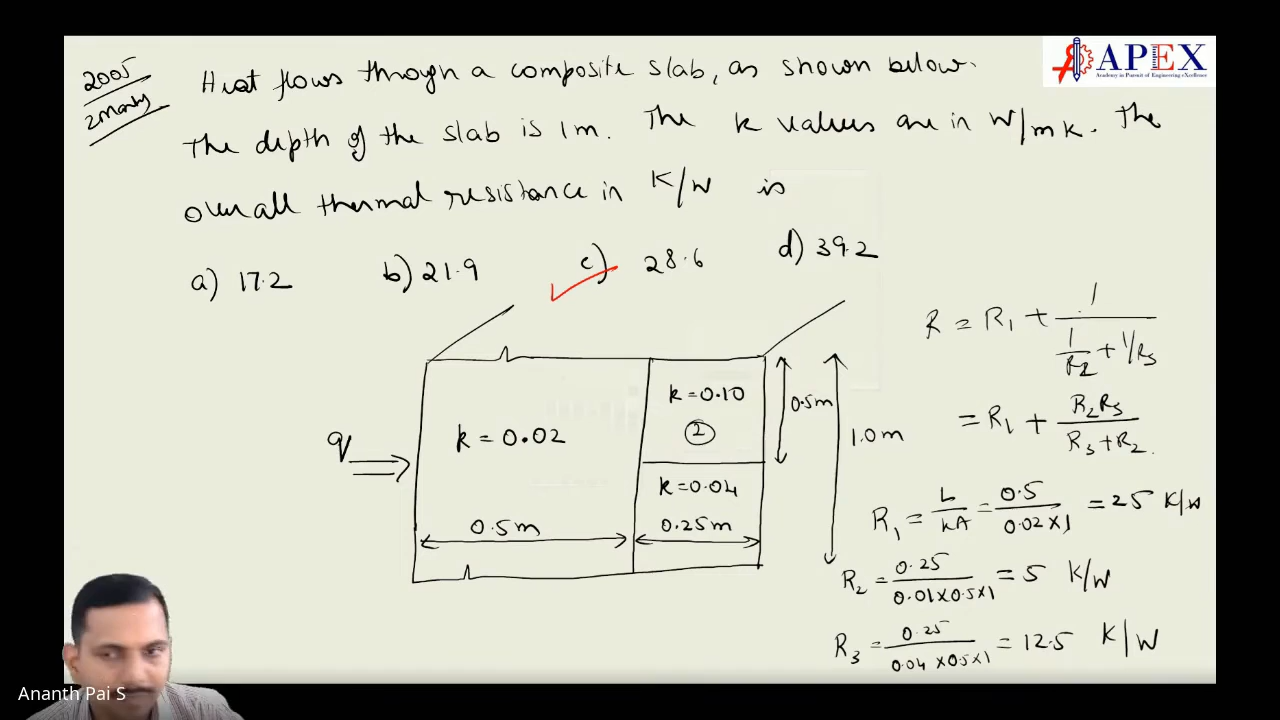 2005
2 Marks
Heat flows through a composite slab, as shown below.
The depth of the slab is 1m. The k values are in W/mK. The
overall thermal resistance in K/W is
a) 17.2 b) 21.9 c) 28.6 d) 39.2
APEX
Academy in Pursuit of Engineering eXcellence
R = R1 + 1/(1/R2 + 1/R3)
= R1 + R2R3/(R3+R2).
R1 = L/kA = 0.5/(0.02×1) = 25 K/W
R2 = 0.25/(0.01×0.5×1) = 5 K/W
R3 = 0.25/(0.04×0.5×1) = 12.5 K/W
q
k = 0.02
0.5m
k=0.10
2
k=0.04
0.25m
0.5m
1.0m
Ananth Pai S